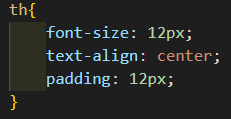 th{
    font-size: 12px;
    text-align: center;
    padding: 12px;
}